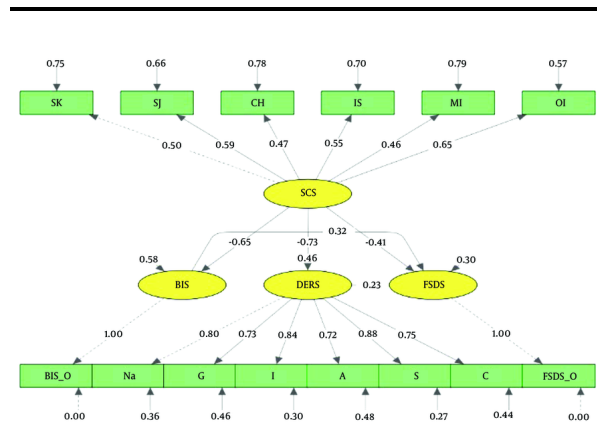 0.75 0.66 0.78 0.70 0.79 0.57
SK SJ CH IS MI OI
0.50 0.59 0.47 0.55 0.46 0.65
SCS
0.32
-0.65 -0.73 -0.41
0.58 0.46 0.30
BIS DERS 0.23 FSDS
1.00 0.80 0.73 0.84 0.72 0.88 0.75 1.00
BIS_O Na G I A S C FSDS_O
0.00 0.36 0.46 0.30 0.48 0.27 0.44 0.00